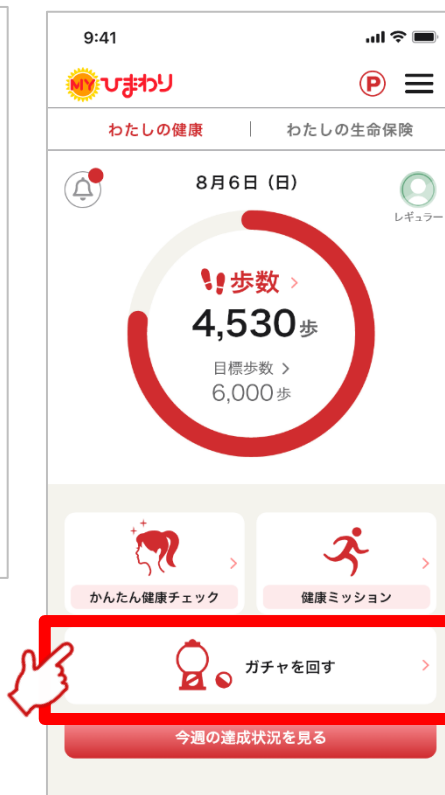 9:41
MYひまわり
P
わたしの健康 | わたしの生命保険
8月6日（日）
レギュラー
歩数 >
4,530歩
目標歩数 >
6,000歩
かんたん健康チェック >
健康ミッション >
ガチャを回す >
今週の達成状況を見る